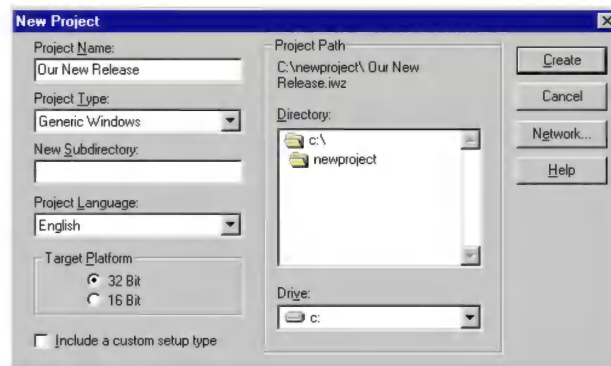 New Project
Project Name:
Our New Release
Project Type:
Generic Windows
New Subdirectory:
Project Language:
English
Target Platform
32 Bit
16 Bit
Include a custom setup type
Project Path
C:\newproject\ Our New
Release.iwz
Directory:
c:\
newproject
Drive:
c:
Create
Cancel
Network...
Help